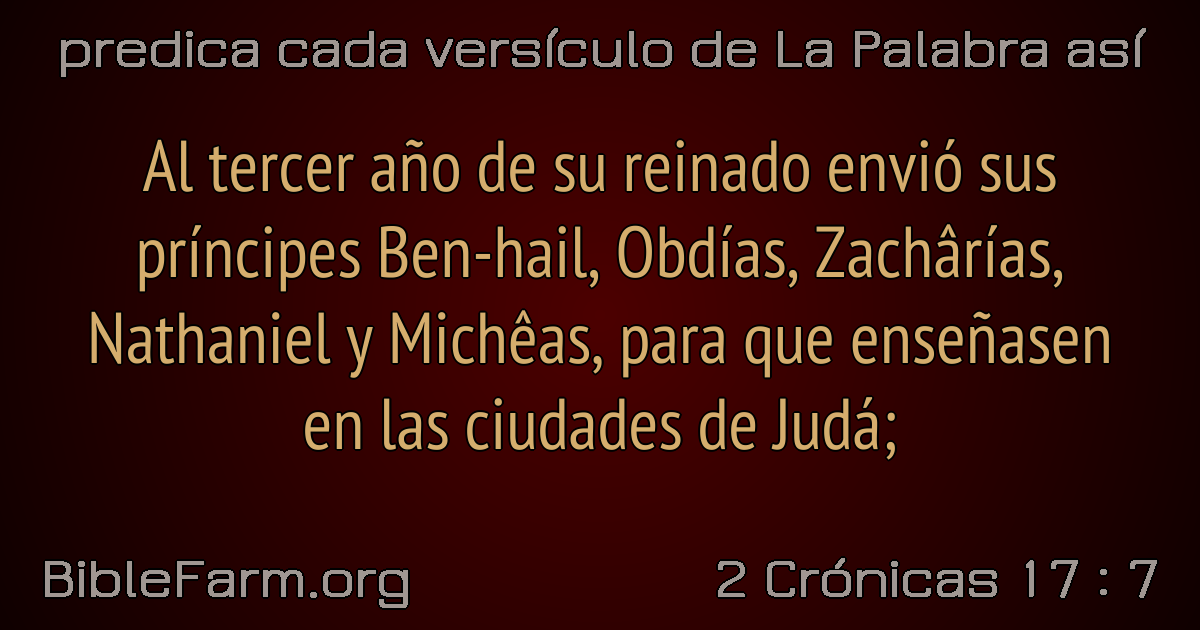 predica cada versículo de La Palabra así
Al tercer año de su reinado envió sus
príncipes Ben-hail, Obdías, Zachârías,
Nathaniel y Michêas, para que enseñasen
en las ciudades de Judá;
BibleFarm.org
2 Crónicas 17 : 7